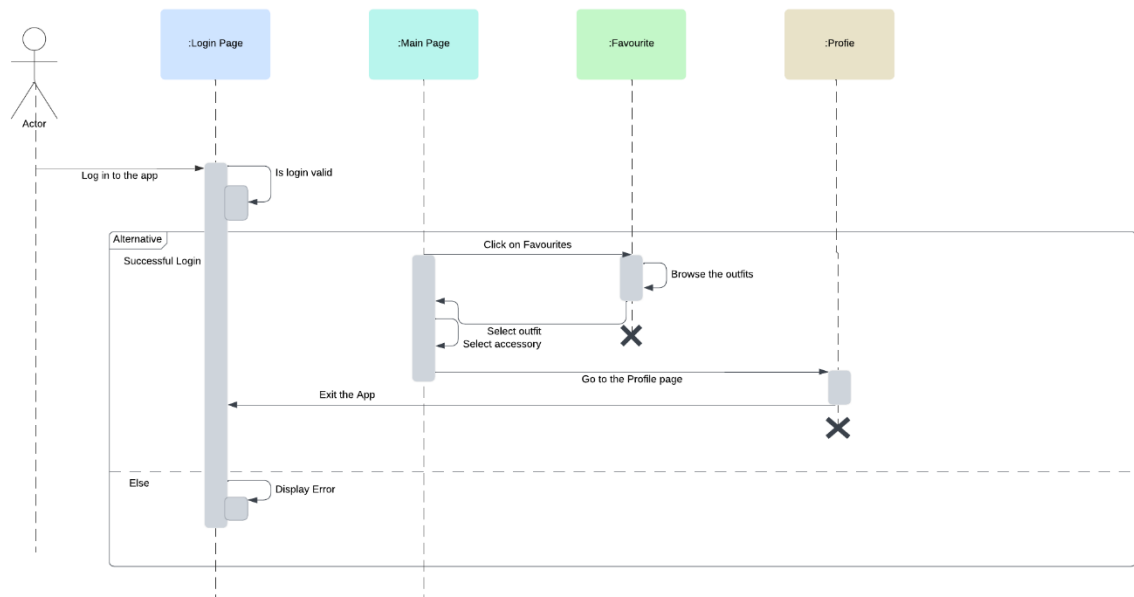 :Login Page
:Main Page
:Favourite
:Profie
Actor
Log in to the app
Is login valid
Alternative
Successful Login
Click on Favourites
Browse the outfits
Select outfit
Select accessory
Go to the Profile page
Exit the App
Else
Display Error